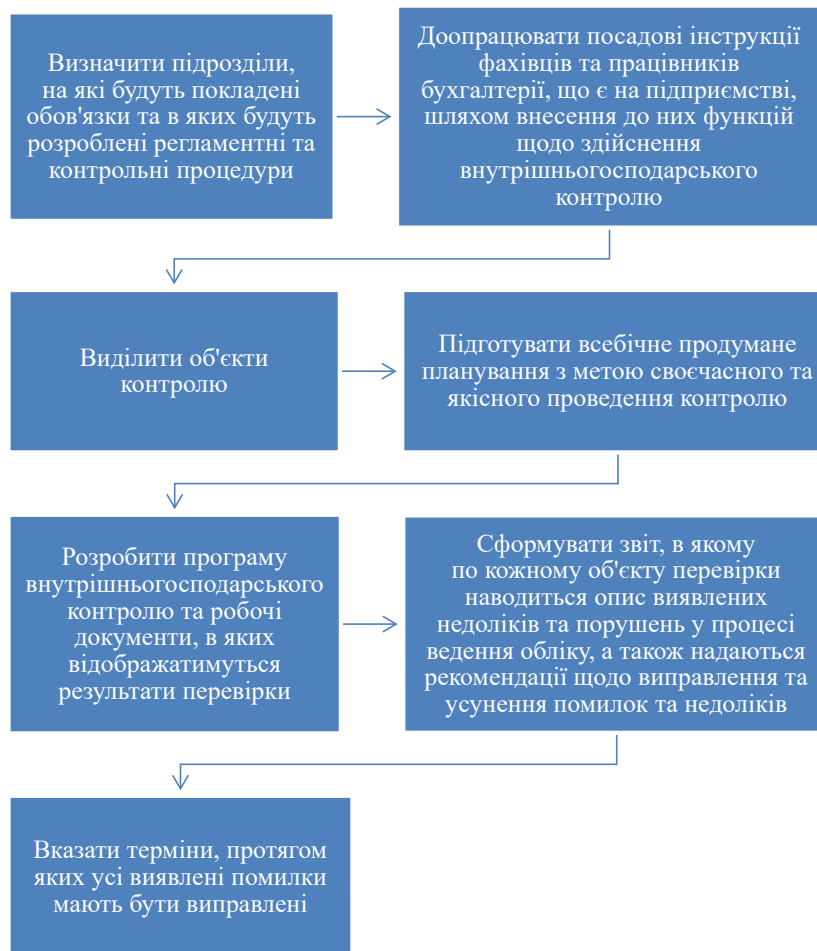 Визначити підрозділи,
на які будуть покладені
обов'язки та в яких будуть
розроблені регламентні та
контрольні процедури
Доопрацювати посадові інструкції
фахівців та працівників
бухгалтерії, що є на підприємстві,
шляхом внесення до них функцій
щодо здійснення
внутрішньогосподарського
контролю
Виділити об'єкти
контролю
Підготувати всебічне продумане
планування з метою своєчасного та
якісного проведення контролю
Розробити програму
внутрішньогосподарського
контролю та робочі
документи, в яких
відображатимуться
результати перевірки
Сформувати звіт, в якому
по кожному об'єкту перевірки
наводиться опис виявлених
недоліків та порушень у процесі
ведення обліку, а також надаються
рекомендації щодо виправлення та
усунення помилок та недоліків
Вказати терміни, протягом
яких усі виявлені помилки
мають бути виправлені